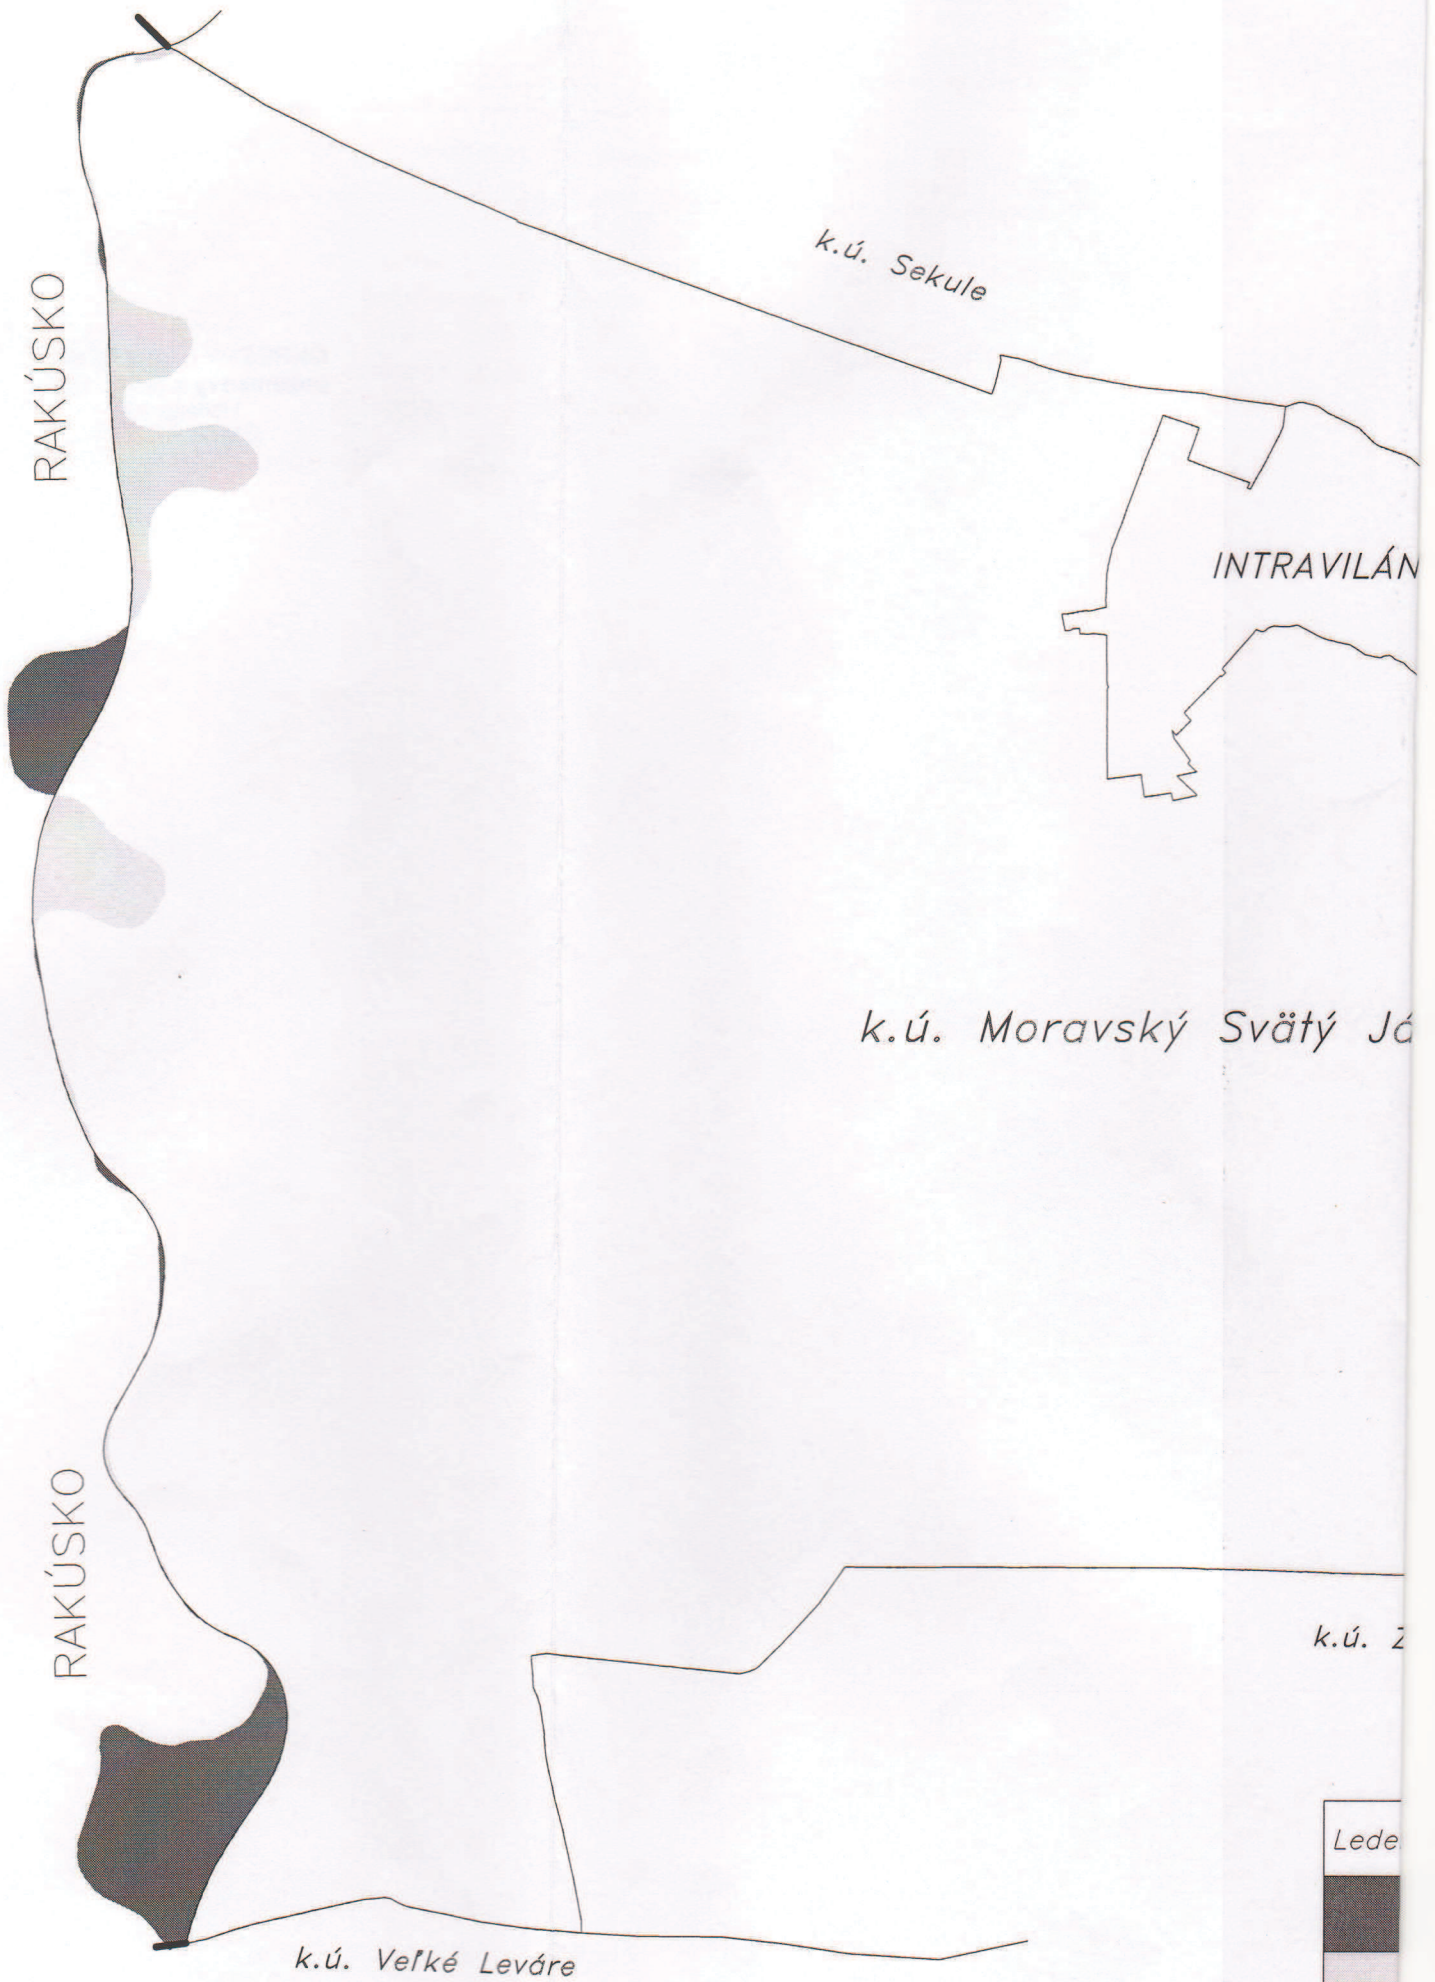 k.ú. Sekule
RAKÚSKO
INTRAVILÁN
k.ú. Moravský Svätý Já
RAKÚSKO
k.ú. Z
Lede
k.ú. Veľké Leváre